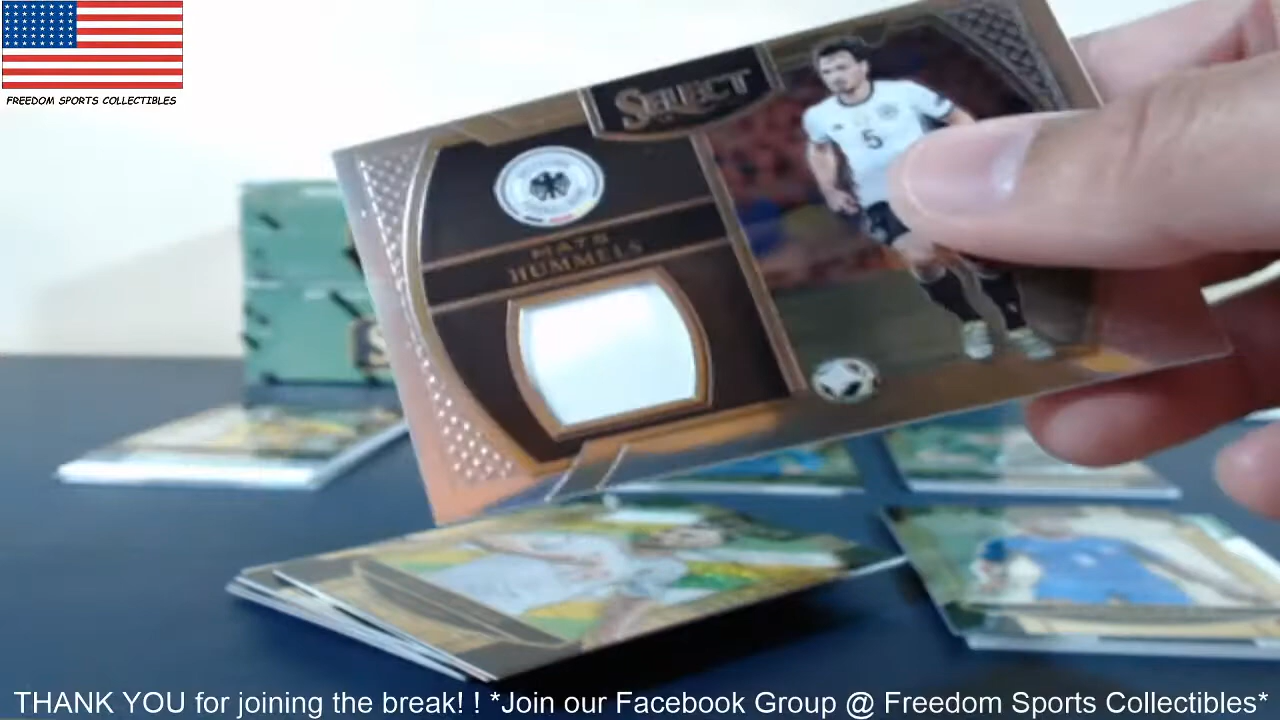 FREEDOM SPORTS COLLECTIBLES
SELECT
5
MATS
HUMMELS
S
THANK YOU for joining the break! ! *Join our Facebook Group @ Freedom Sports Collectibles*